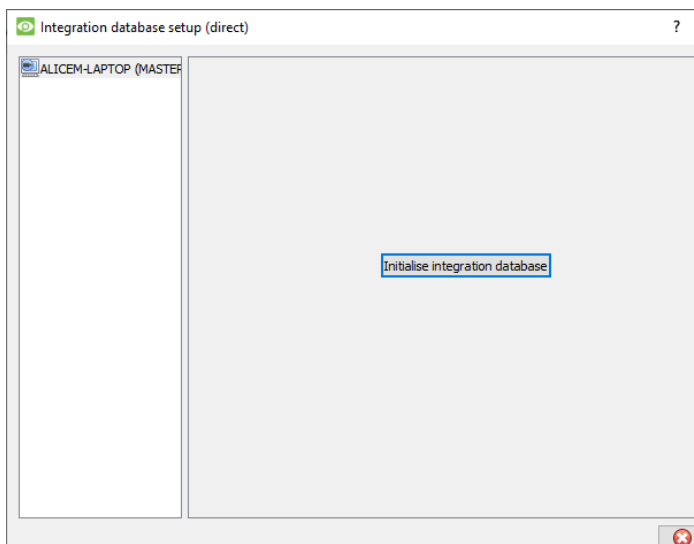 Integration database setup (direct)
?
ALICEM-LAPTOP (MASTER
Initialise integration database